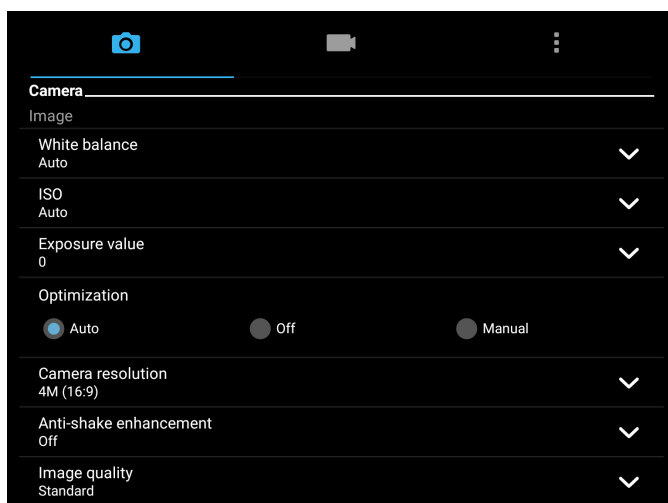 Camera
Image
White balance
Auto
ISO
Auto
Exposure value
0
Optimization
Auto Off Manual
Camera resolution
4M (16:9)
Anti-shake enhancement
Off
Image quality
Standard